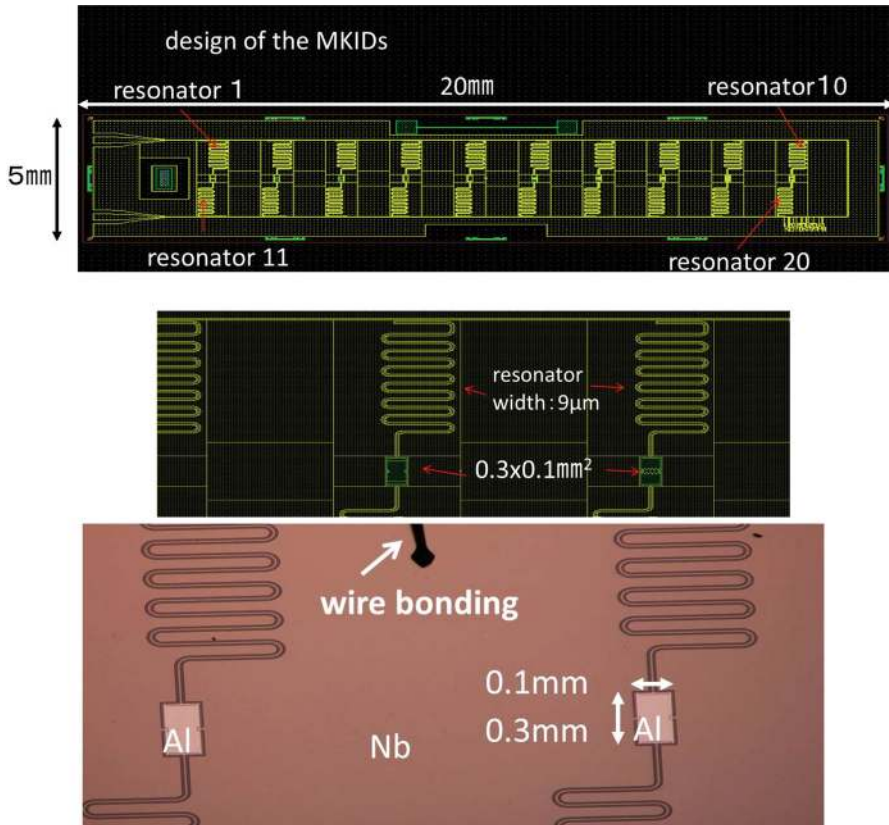 design of the MKIDs
resonator 1
20mm
resonator10
5mm
resonator 11
resonator 20
resonator
width:9μm
0.3x0.1mm²
wire bonding
0.1mm
0.3mm
Al
Nb
Al